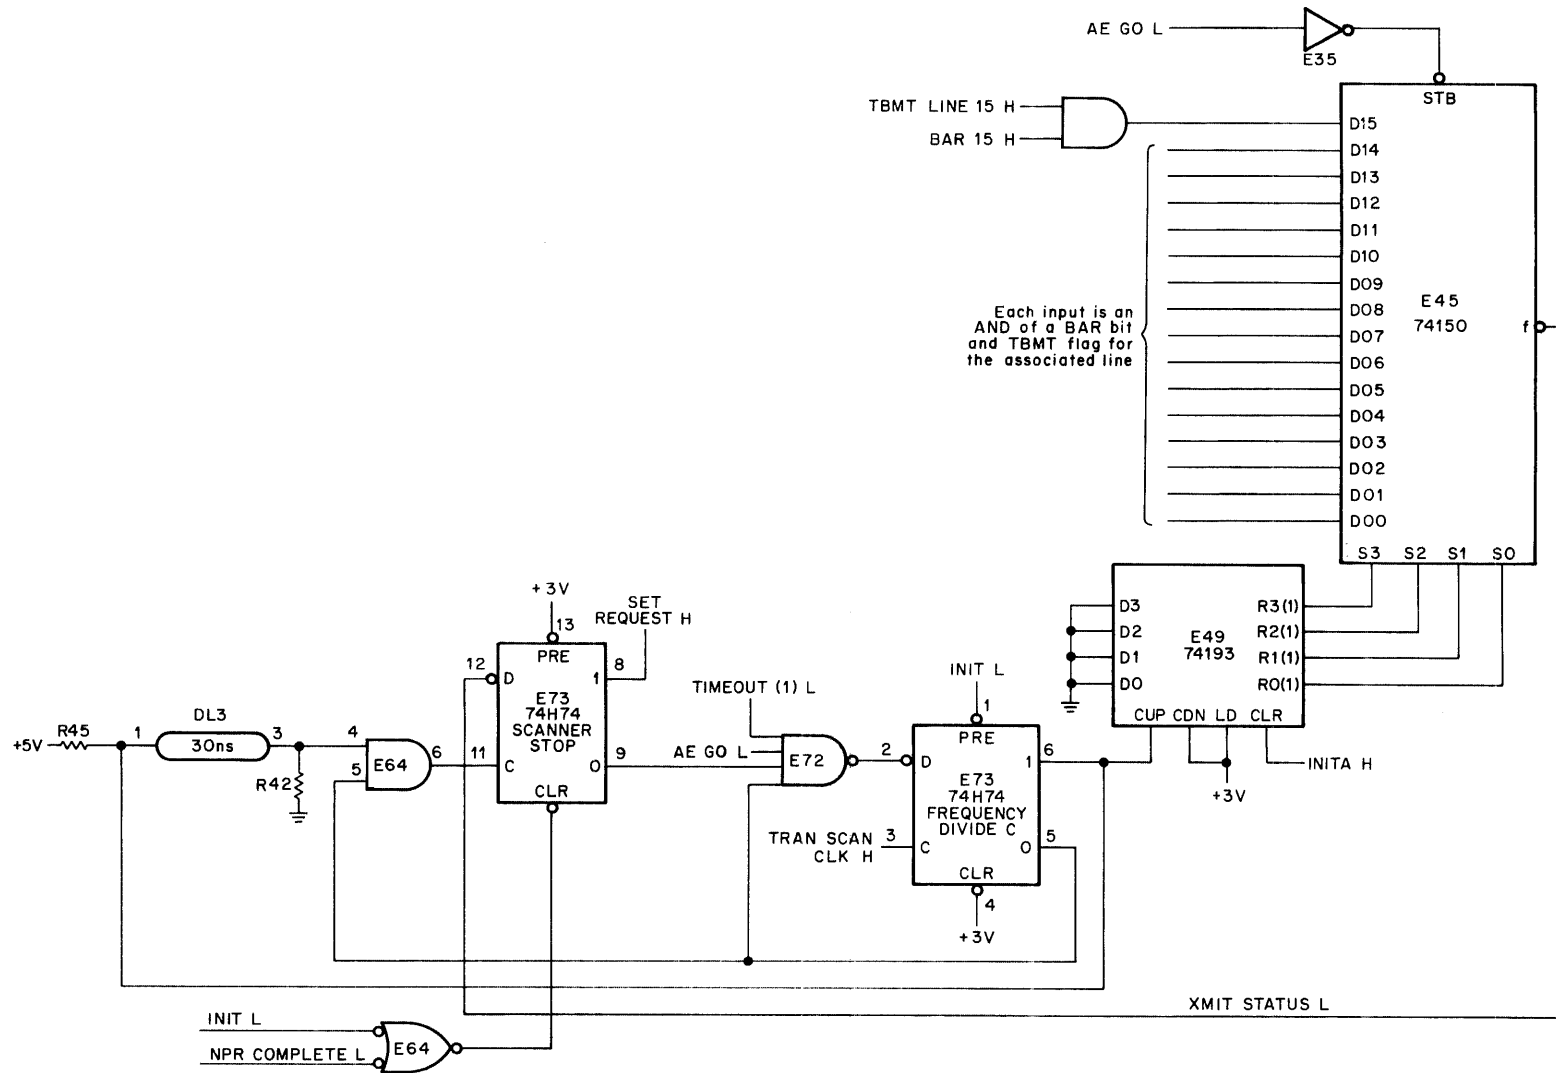 AE GO L
E35
STB
TBMT LINE 15 H
BAR 15 H
D15
D14
D13
D12
D11
D10
D09
D08
D07
D06
D05
D04
D03
D02
D01
D00
E45
74150
f
Each input is an
AND of a BAR bit
and TBMT flag for
the associated line
S3 S2 S1 S0
D3
D2
D1
D0
E49
74193
R3(1)
R2(1)
R1(1)
R0(1)
CUP CDN LD CLR
+3V
INITA H
+3V
13
SET
REQUEST H
PRE
12
D
1
8
E73
74H74
SCANNER
STOP
11
C
0
9
CLR
+5V
R45
1
DL3
30ns
3
R42
4
5
E64
6
TIMEOUT (1) L
AE GO L
E72
2
INIT L
1
PRE
D
1
6
E73
74H74
FREQUENCY
DIVIDE C
TRAN SCAN
CLK H
3
C
0
5
CLR
4
+3V
XMIT STATUS L
INIT L
NPR COMPLETE L
E64